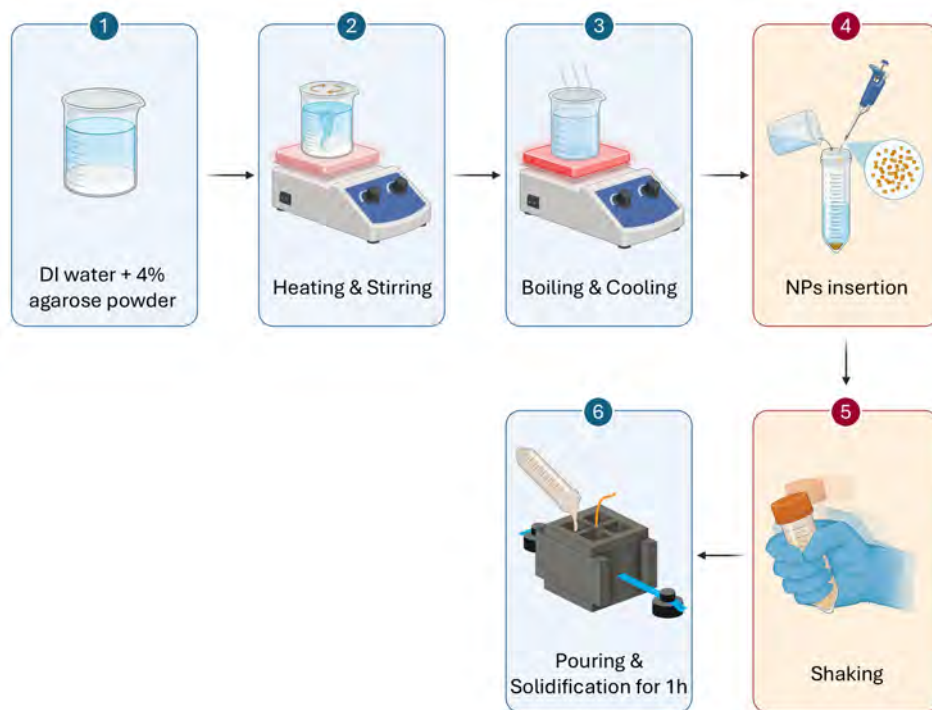 1
DI water + 4%
agarose powder
2
Heating & Stirring
3
Boiling & Cooling
4
NPs insertion
5
Shaking
6
Pouring &
Solidification for 1h